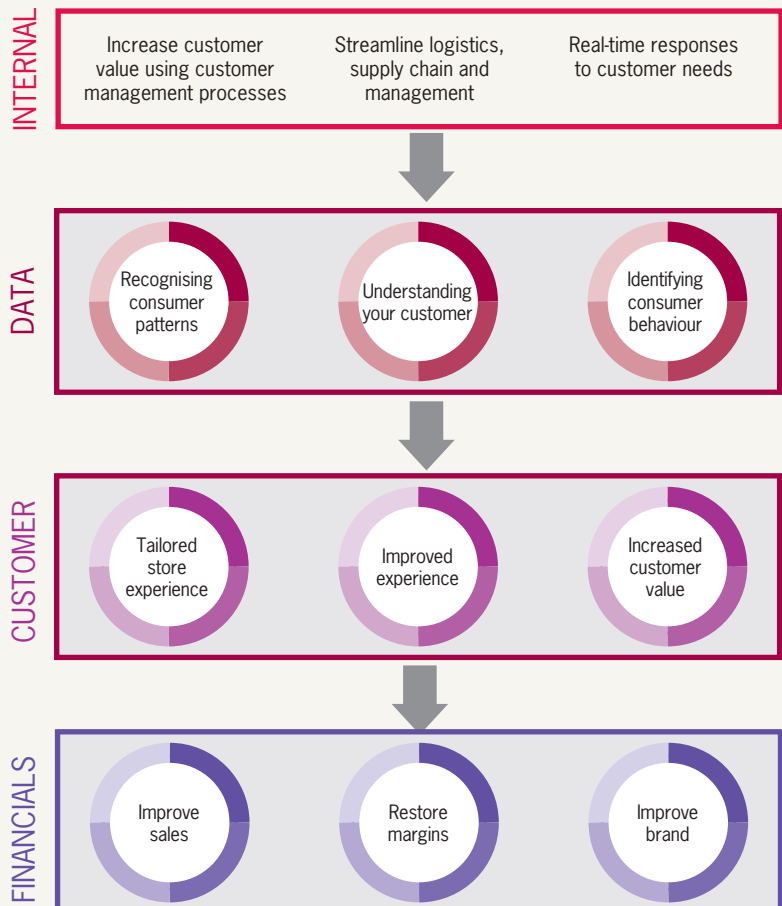 INTERNAL
Increase customer
value using customer
management processes
Streamline logistics,
supply chain and
management
Real-time responses
to customer needs
DATA
Recognising
consumer
patterns
Understanding
your customer
Identifying
consumer
behaviour
CUSTOMER
Tailored
store
experience
Improved
experience
Increased
customer
value
FINANCIALS
Improve
sales
Restore
margins
Improve
brand